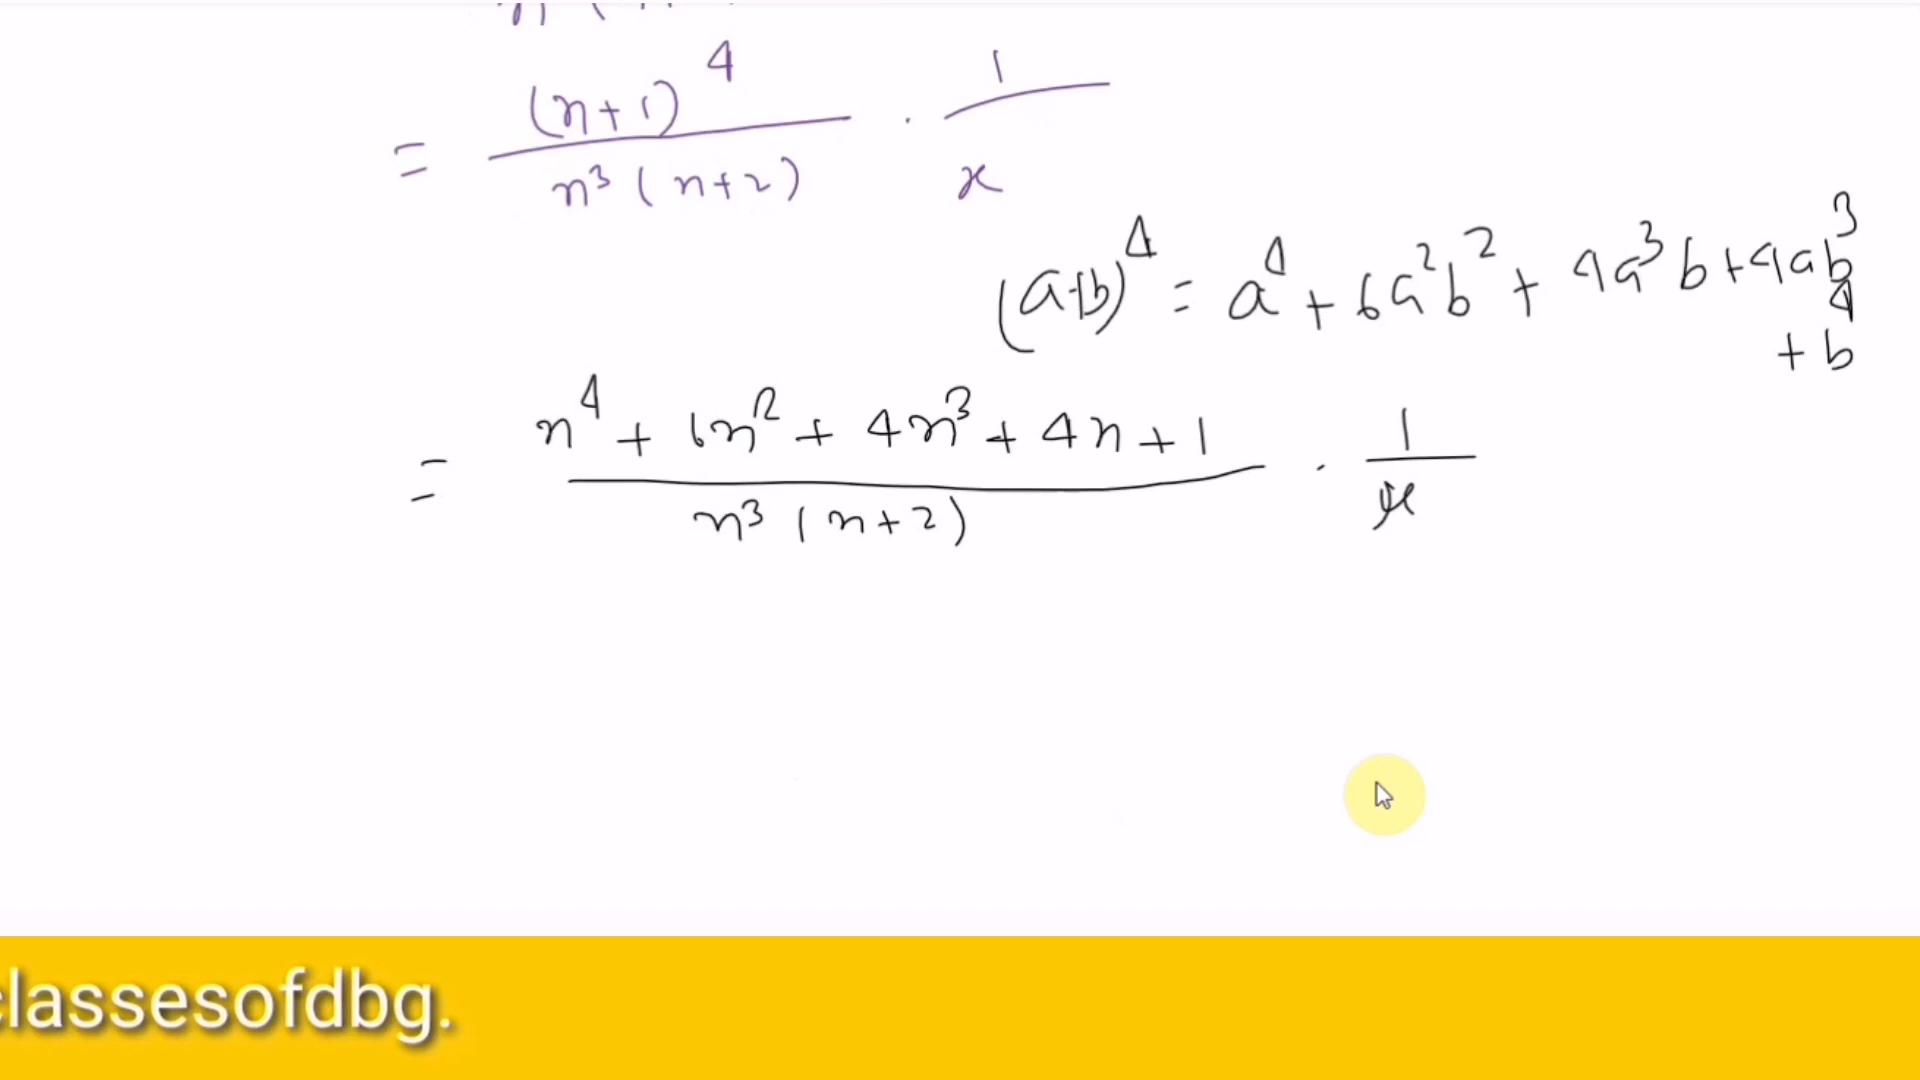 = (n+1)^4 / n^3 (n+2) · 1 / x
(a+b)^4 = a^4 + 6a^2b^2 + 4a^3b + 4ab^3
+ b^4
= n^4 + 6n^2 + 4n^3 + 4n + 1 / n^3 (n+2) · 1 / x
classesofdbg.